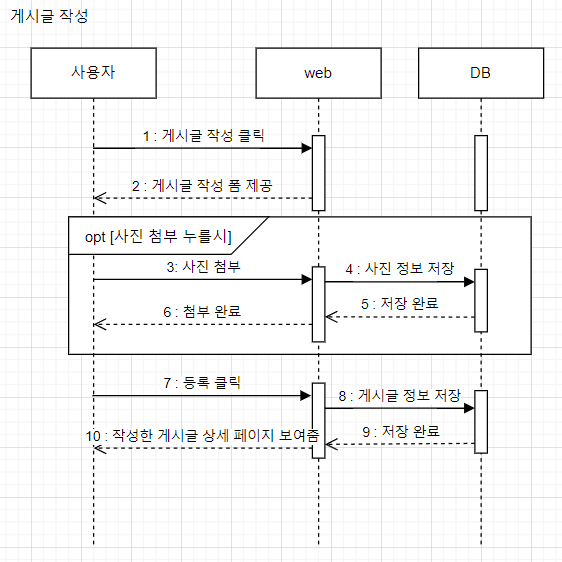 게시글 작성
사용자
web
DB
1 : 게시글 작성 클릭
2 : 게시글 작성 폼 제공
opt [사진 첨부 누를시]
3: 사진 첨부
4 : 사진 정보 저장
5 : 저장 완료
6 : 첨부 완료
7 : 등록 클릭
8 : 게시글 정보 저장
9 : 저장 완료
10 : 작성한 게시글 상세 페이지 보여줌